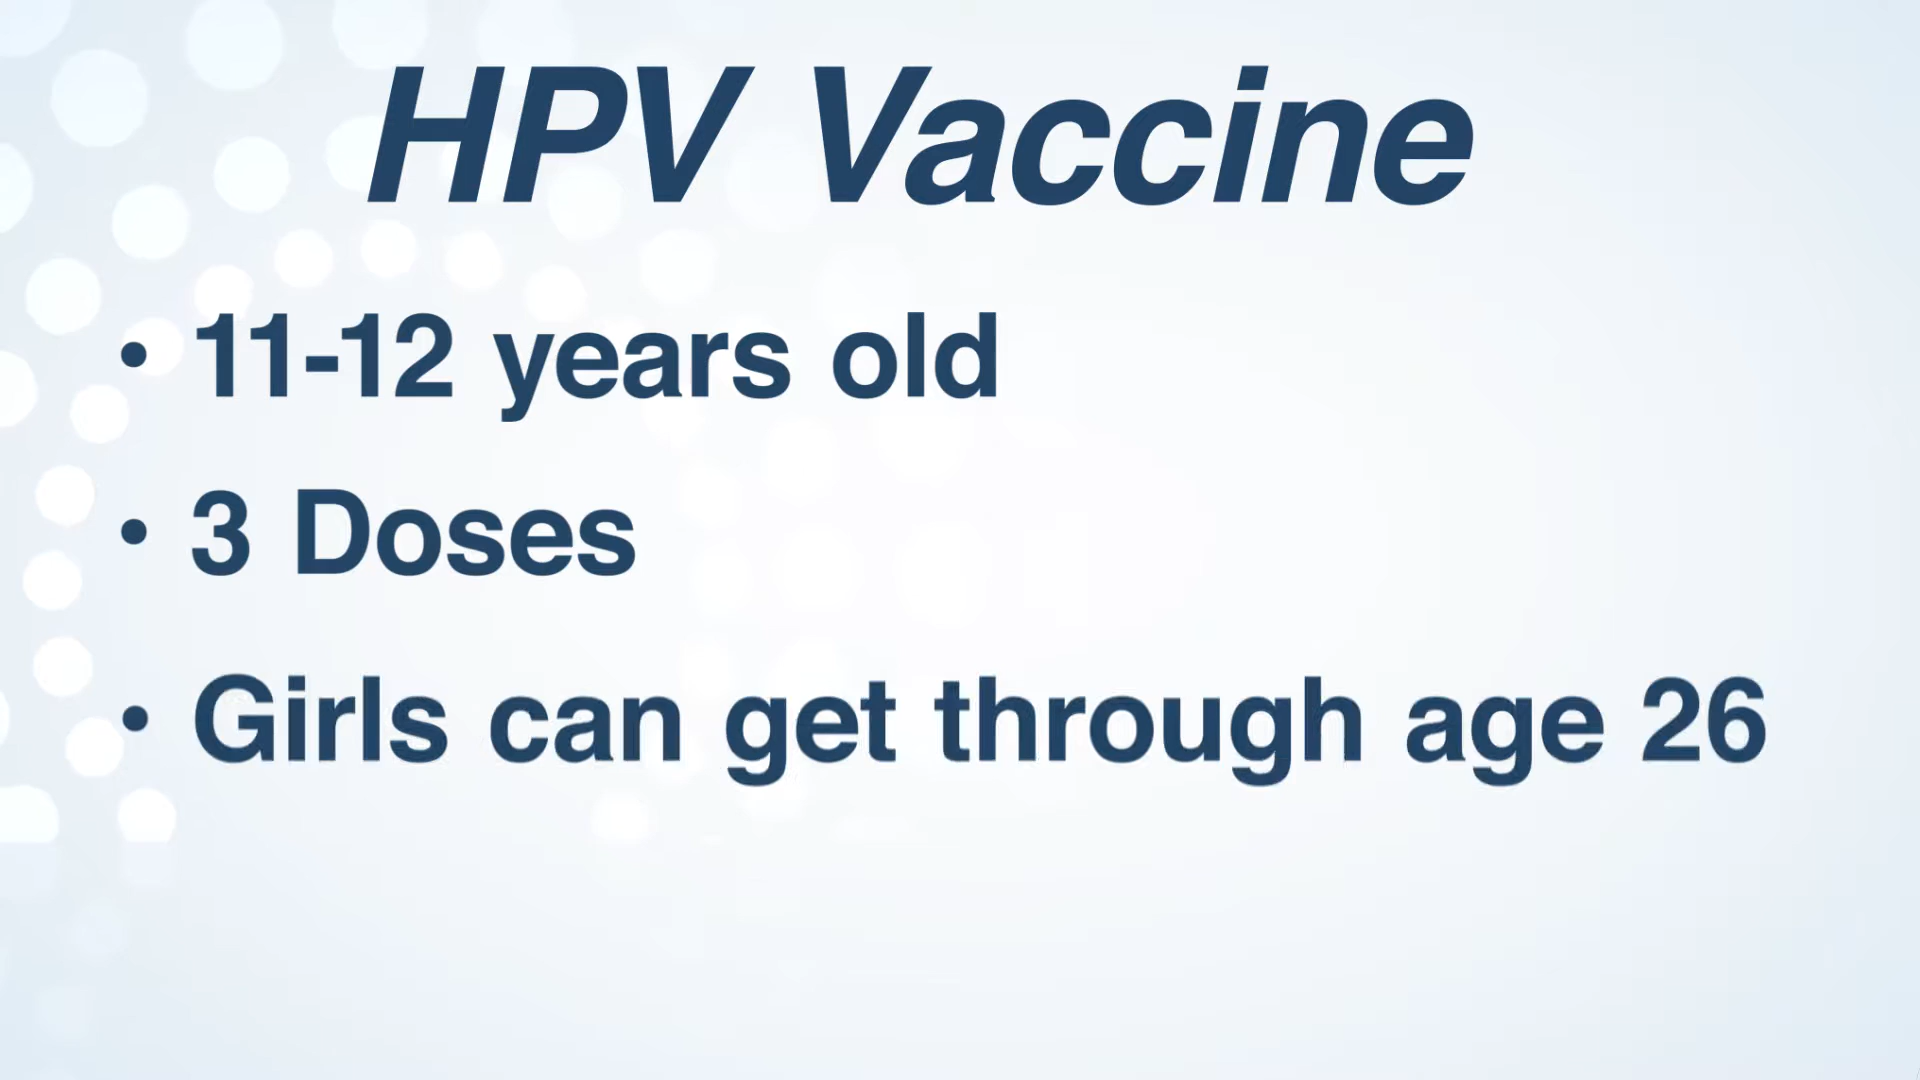 HPV Vaccine
• 11-12 years old
• 3 Doses
• Girls can get through age 26